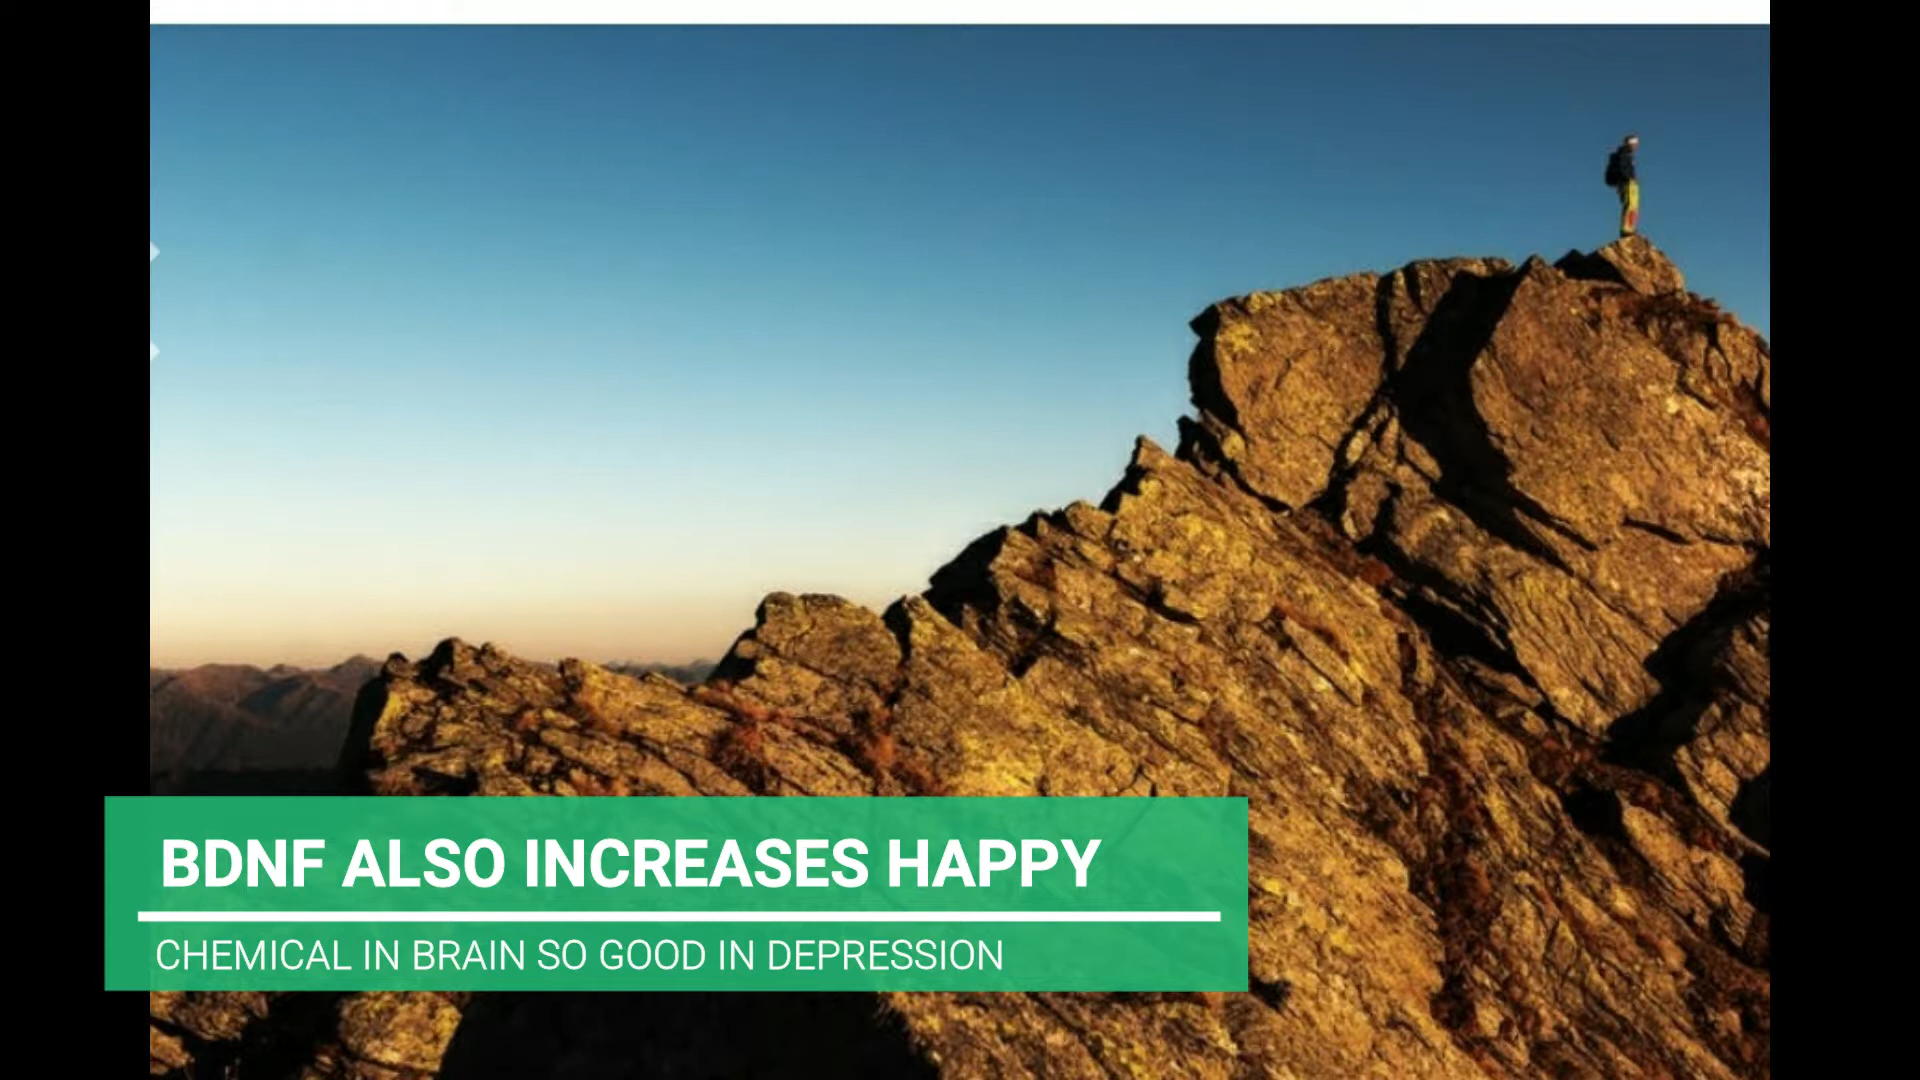 BDNF ALSO INCREASES HAPPY
CHEMICAL IN BRAIN SO GOOD IN DEPRESSION